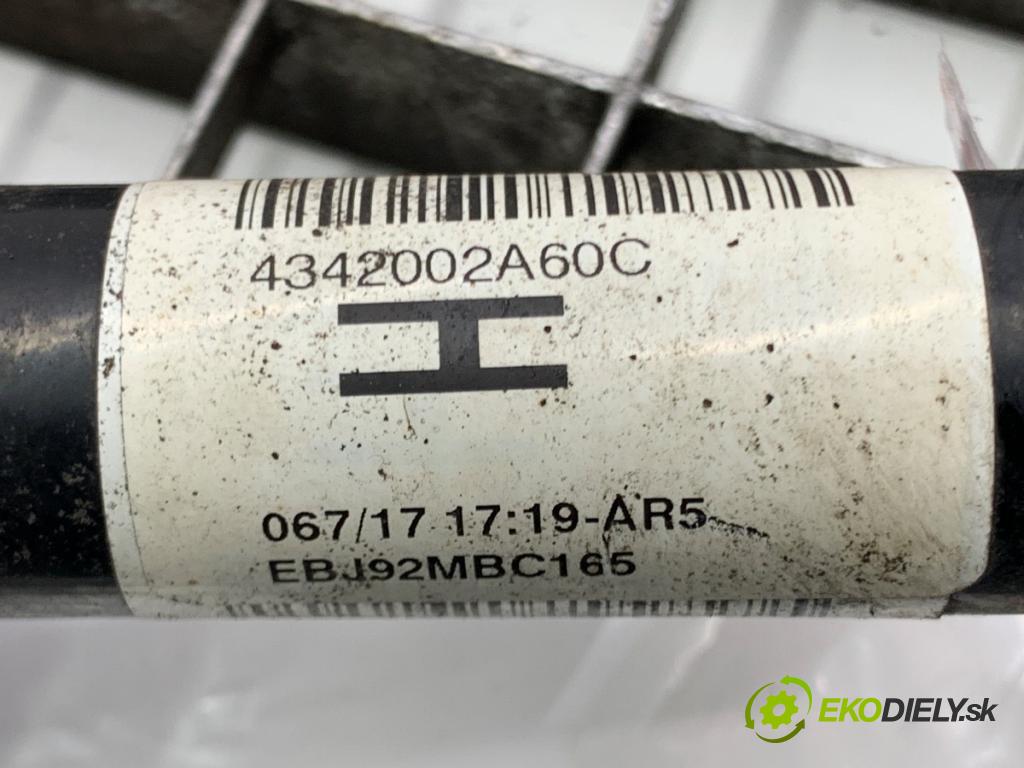 4342002A60C
H
067/17 17:19-AR5
EBJ92MBC165
EKODIELY.sk